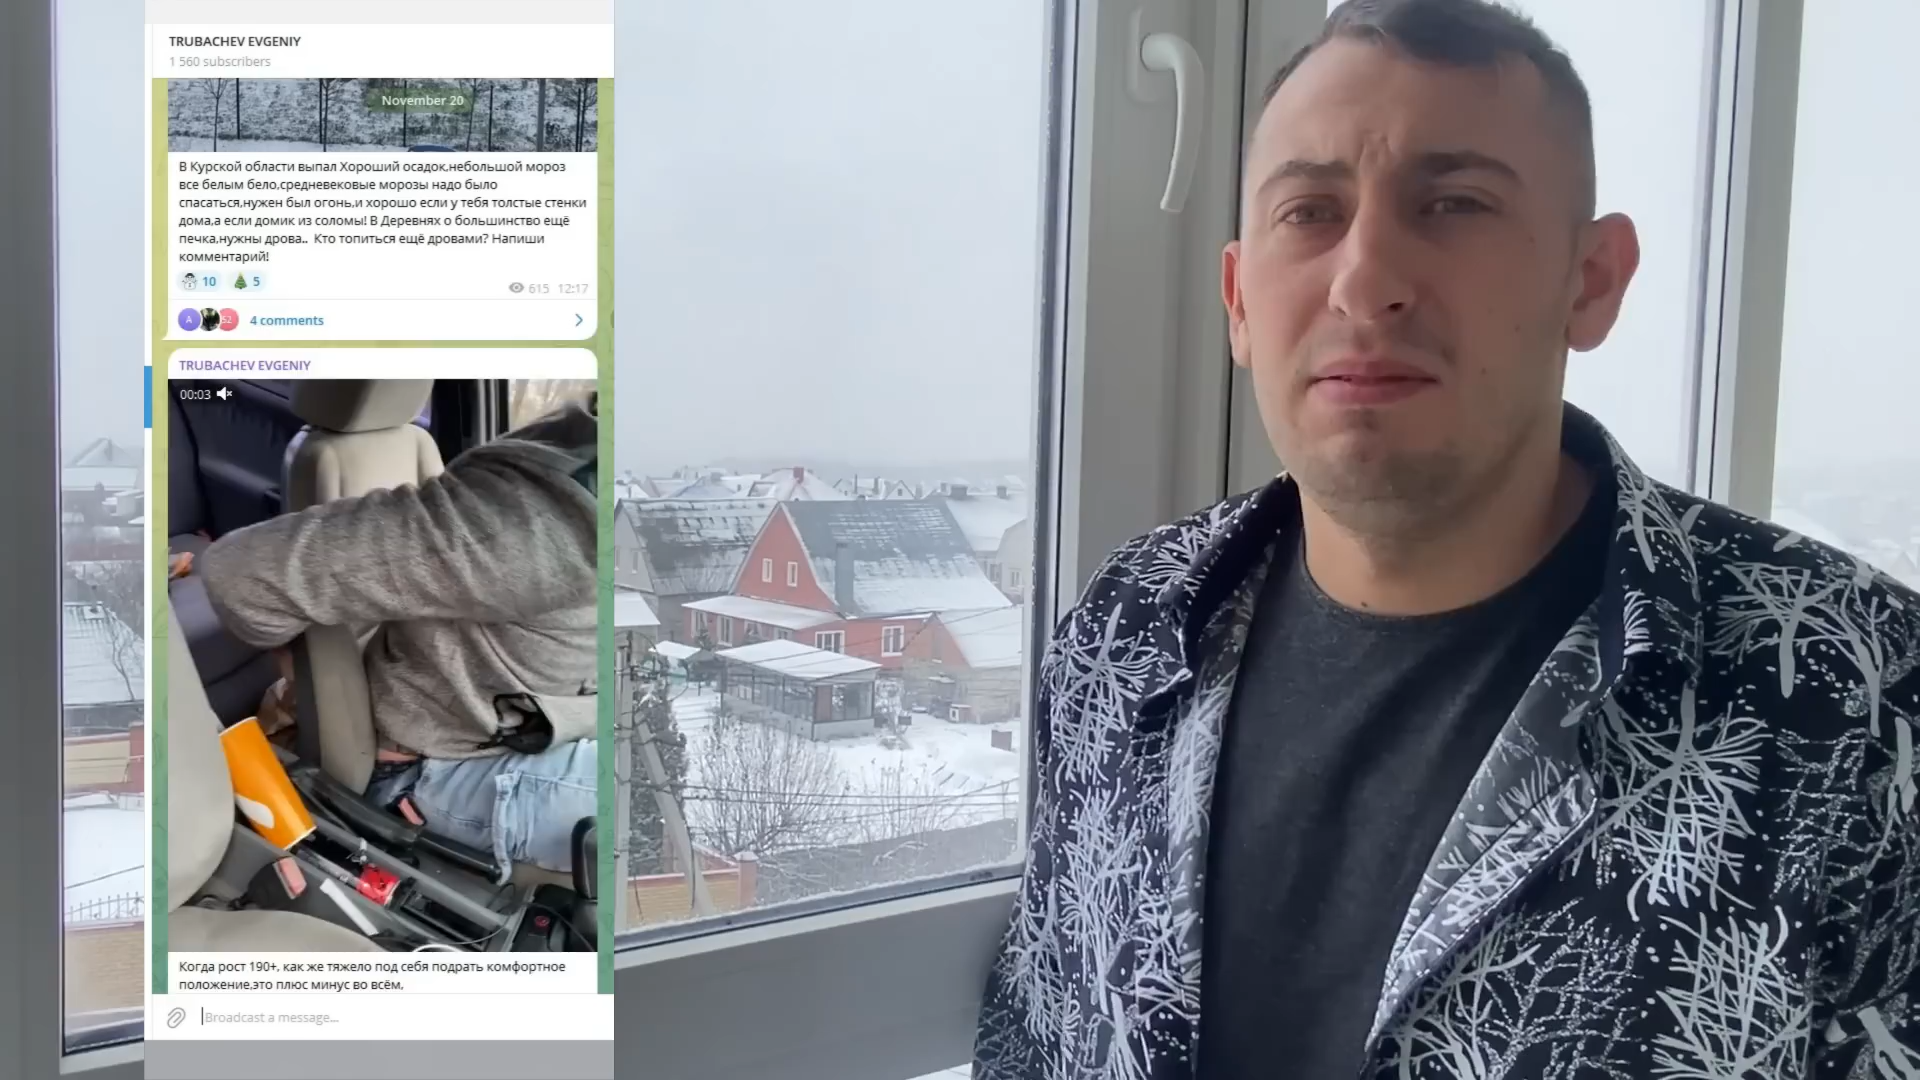 TRUBACHEV EVGENIY
1 560 subscribers
November 20
В Курской области выпал Хороший осадок,небольшой мороз
все белым бело,средневековые морозы надо было
спасаться,нужен был огонь,и хорошо если у тебя толстые стенки
дома,а если домик из соломы! В Деревнях о большинство ещё
печка,нужны дрова.. Кто топиться ещё дровами? Напиши
комментарий!
10 5
615 12:17
A 52 4 comments
TRUBACHEV EVGENIY
00:03
Когда рост 190+, как же тяжело под себя подрать комфортное
положение,это плюс минус во всём,
Broadcast a message...